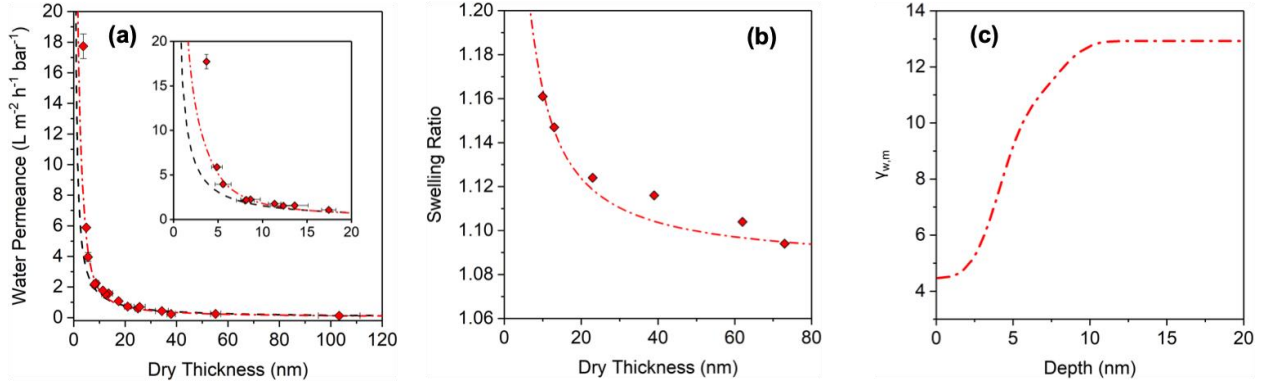 (a)
Water Permeance (L m⁻² h⁻¹ bar⁻¹)
20
18
16
14
12
10
8
6
4
2
0
0 20 40 60 80 100 120
Dry Thickness (nm)
20
15
10
5
0
0 5 10 15 20
(b)
Swelling Ratio
1.20
1.18
1.16
1.14
1.12
1.10
1.08
1.06
0 20 40 60 80
Dry Thickness (nm)
(c)
γw,m
14
12
10
8
6
4
0 5 10 15 20
Depth (nm)